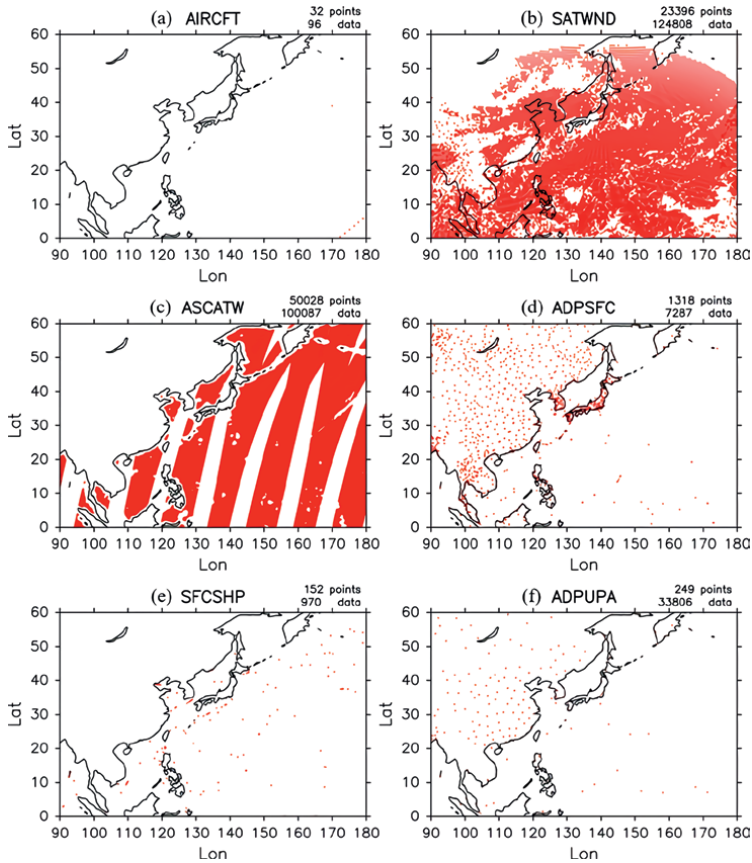 (a) AIRCFT 32 points
96 data
(b) SATWND 23396 points
124808 data
60
50
40
30
20
10
0
Lat
90 100 110 120 130 140 150 160 170 180
Lon
60
50
40
30
20
10
0
Lat
90 100 110 120 130 140 150 160 170 180
Lon
(c) ASCATW 50028 points
100087 data
(d) ADPSFC 1318 points
7287 data
60
50
40
30
20
10
0
Lat
90 100 110 120 130 140 150 160 170 180
Lon
60
50
40
30
20
10
0
Lat
90 100 110 120 130 140 150 160 170 180
Lon
(e) SFCSHP 152 points
970 data
(f) ADPUPA 249 points
33806 data
60
50
40
30
20
10
0
Lat
90 100 110 120 130 140 150 160 170 180
Lon
60
50
40
30
20
10
0
Lat
90 100 110 120 130 140 150 160 170 180
Lon